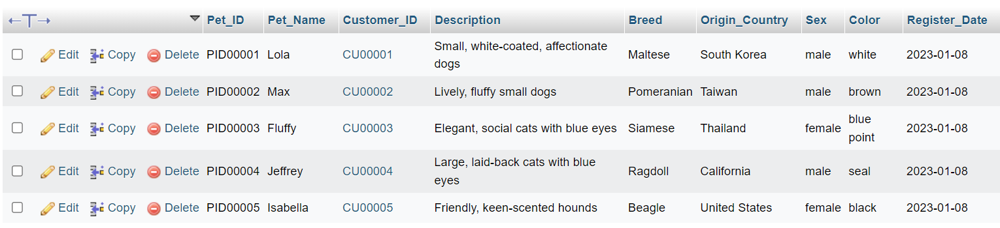 Pet_ID Pet_Name Customer_ID Description Breed Origin_Country Sex Color Register_Date
Edit Copy Delete PID00001 Lola CU00001 Small, white-coated, affectionate dogs Maltese South Korea male white 2023-01-08
Edit Copy Delete PID00002 Max CU00002 Lively, fluffy small dogs Pomeranian Taiwan male brown 2023-01-08
Edit Copy Delete PID00003 Fluffy CU00003 Elegant, social cats with blue eyes Siamese Thailand female blue point 2023-01-08
Edit Copy Delete PID00004 Jeffrey CU00004 Large, laid-back cats with blue eyes Ragdoll California male seal 2023-01-08
Edit Copy Delete PID00005 Isabella CU00005 Friendly, keen-scented hounds Beagle United States female black 2023-01-08